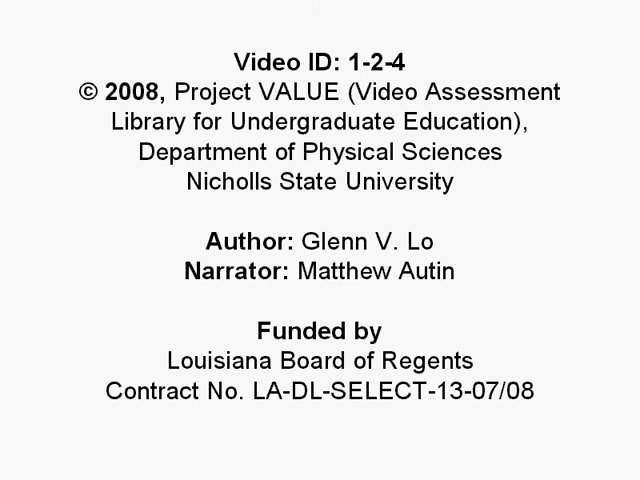 Video ID: 1-2-4
© 2008, Project VALUE (Video Assessment
Library for Undergraduate Education),
Department of Physical Sciences
Nicholls State University
Author: Glenn V. Lo
Narrator: Matthew Autin
Funded by
Louisiana Board of Regents
Contract No. LA-DL-SELECT-13-07/08